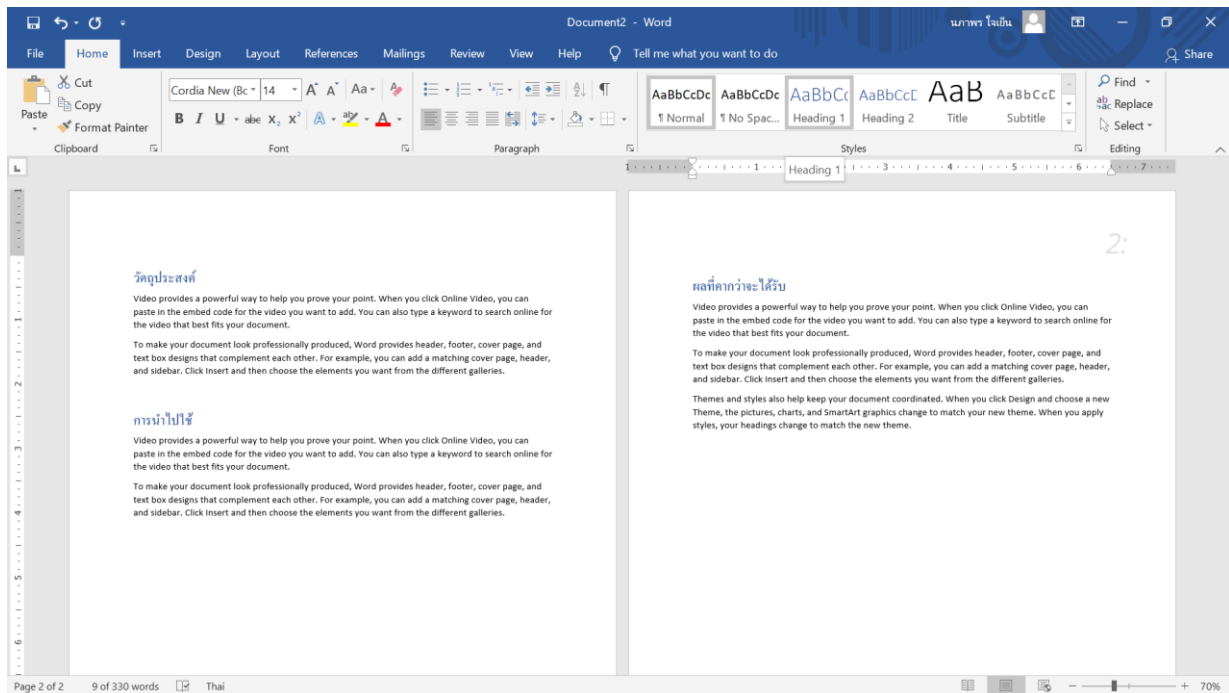 Document2 - Word
นภาพร ใจเย็น
File Home Insert Design Layout References Mailings Review View Help Tell me what you want to do Share
Paste
Cut
Copy
Format Painter
Clipboard
Cordia New (Bc 14
A A Aa
B I U abc X₂ X² A A
Font
Paragraph
AaBbCcDc AaBbCcDc AaBbCc AaBbCcD AaB AaBbCcD
¶ Normal ¶ No Spac... Heading 1 Heading 2 Title Subtitle
Styles
Find
Replace
Select
Editing
Heading 1
1 1 3 4 5 6 7
วัตถุประสงค์
Video provides a powerful way to help you prove your point. When you click Online Video, you can
paste in the embed code for the video you want to add. You can also type a keyword to search online for
the video that best fits your document.
To make your document look professionally produced, Word provides header, footer, cover page, and
text box designs that complement each other. For example, you can add a matching cover page, header,
and sidebar. Click Insert and then choose the elements you want from the different galleries.
การนำไปใช้
Video provides a powerful way to help you prove your point. When you click Online Video, you can
paste in the embed code for the video you want to add. You can also type a keyword to search online for
the video that best fits your document.
To make your document look professionally produced, Word provides header, footer, cover page, and
text box designs that complement each other. For example, you can add a matching cover page, header,
and sidebar. Click Insert and then choose the elements you want from the different galleries.
2:
ผลที่คากว่าจะได้รับ
Video provides a powerful way to help you prove your point. When you click Online Video, you can
paste in the embed code for the video you want to add. You can also type a keyword to search online for
the video that best fits your document.
To make your document look professionally produced, Word provides header, footer, cover page, and
text box designs that complement each other. For example, you can add a matching cover page, header,
and sidebar. Click Insert and then choose the elements you want from the different galleries.
Themes and styles also help keep your document coordinated. When you click Design and choose a new
Theme, the pictures, charts, and SmartArt graphics change to match your new theme. When you apply
styles, your headings change to match the new theme.
Page 2 of 2 9 of 330 words Thai 70%